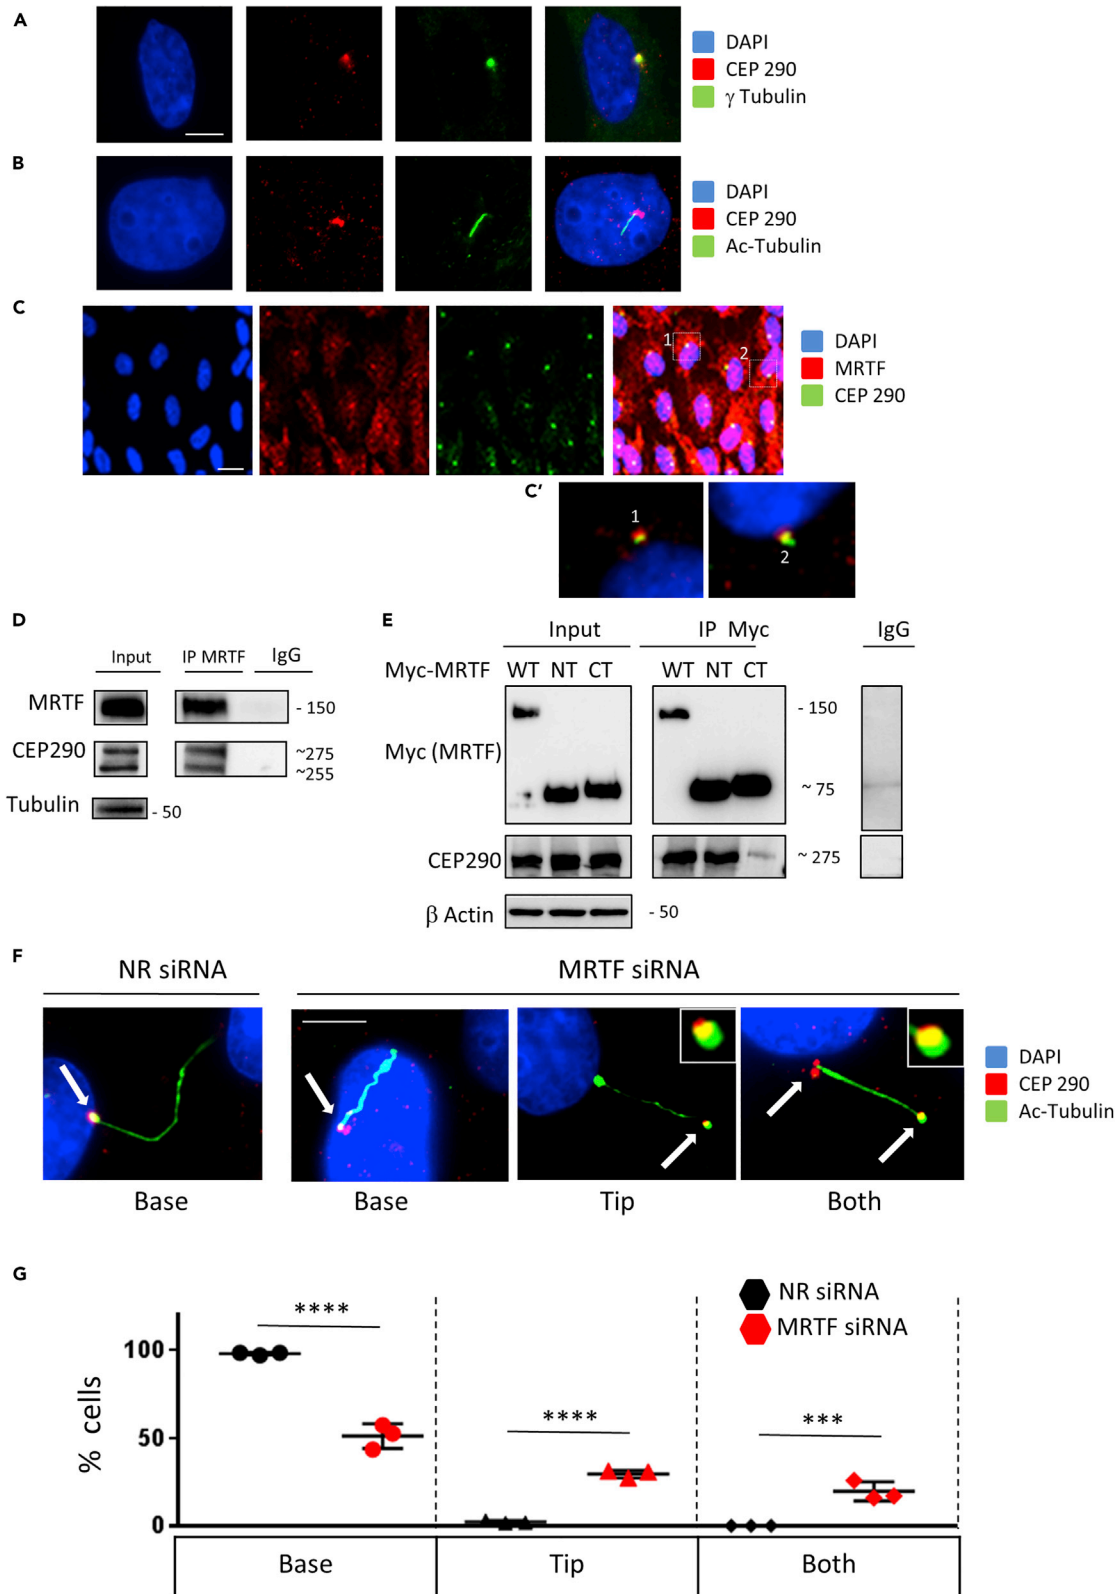 A
DAPI
CEP 290
γ Tubulin
B
DAPI
CEP 290
Ac-Tubulin
C
1
2
DAPI
MRTF
CEP 290
C′
1
2
D
Input
IP MRTF
IgG
MRTF
- 150
CEP290
~275
~255
Tubulin
- 50
E
Input
IP Myc
IgG
Myc-MRTF
WT NT CT
WT NT CT
- 150
Myc (MRTF)
~ 75
CEP290
~ 275
β Actin
- 50
F
NR siRNA
MRTF siRNA
DAPI
CEP 290
Ac-Tubulin
Base
Base
Tip
Both
G
NR siRNA
MRTF siRNA
****
****
***
% cells
100
50
0
Base
Tip
Both